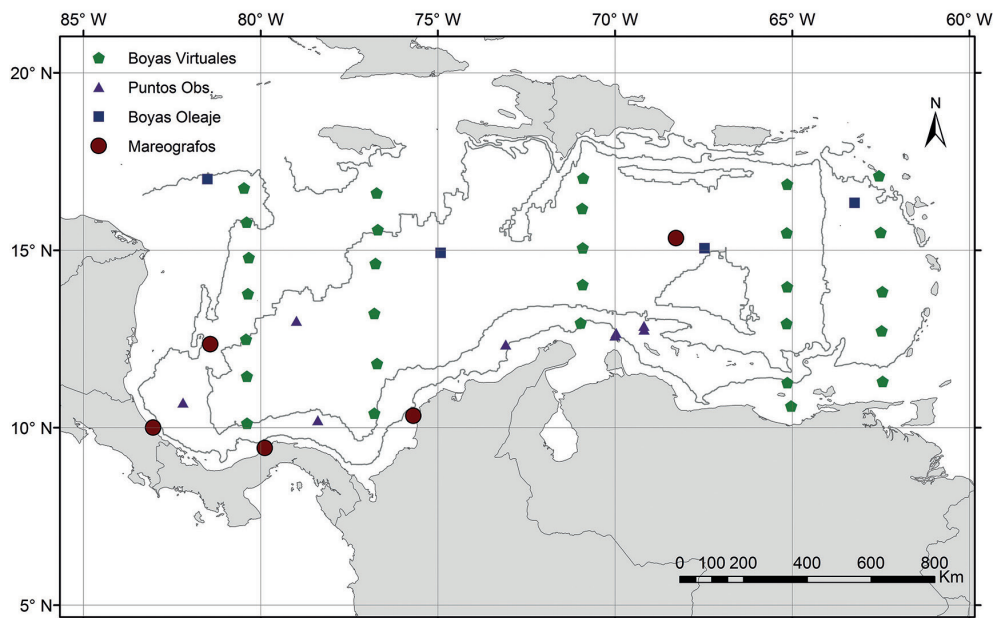 85° W 80° W 75° W 70° W 65° W 60° W
20° N
15° N
10° N
5° N
Boyas Virtuales
Puntos Obs.
Boyas Oleaje
Mareografos
N
0 100 200 400 600 800
Km